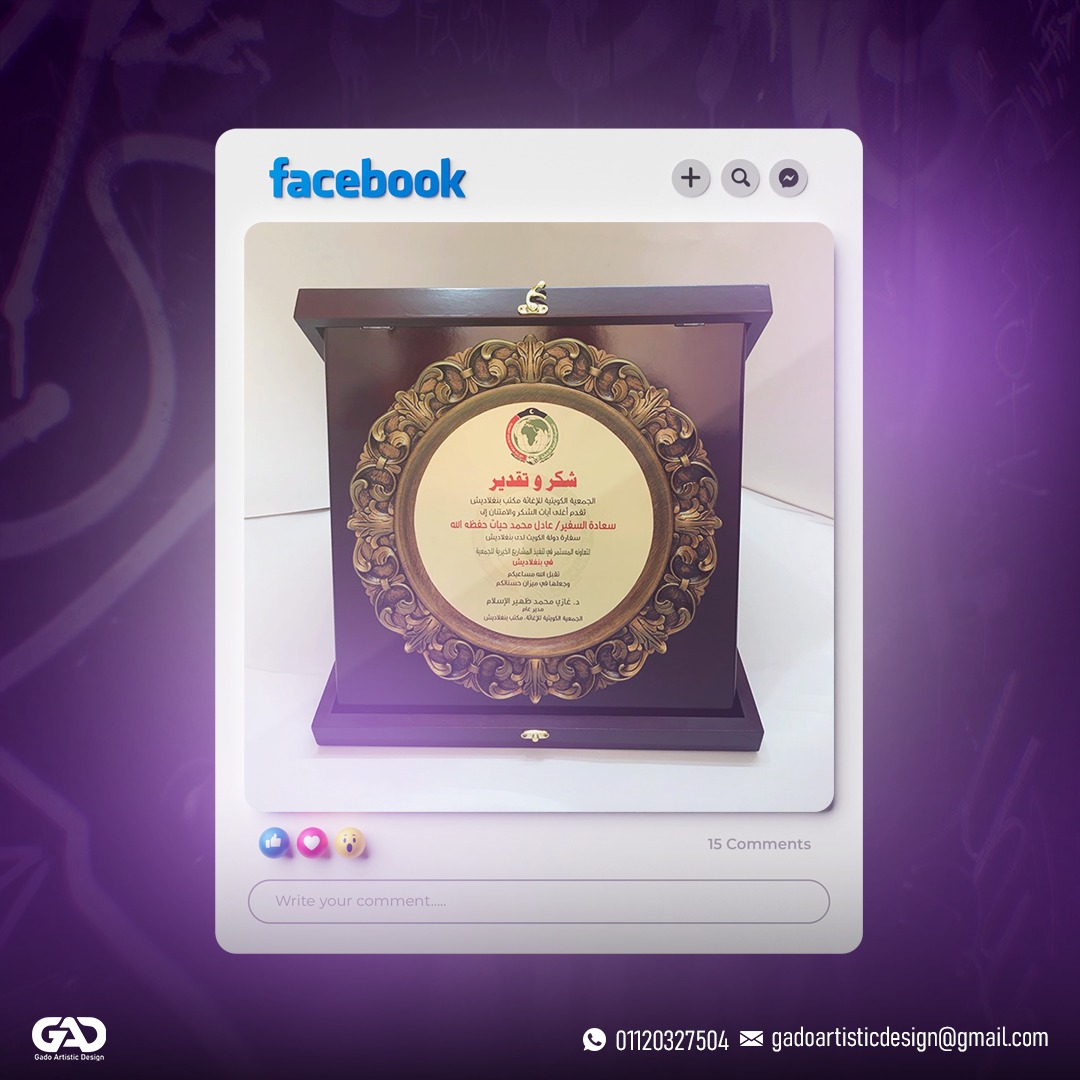 facebook
شكر و تقدير
الجمعية الكويتية للإغاثة مكتب بنغلاديش
تقدم أغلى آيات الشكر والامتنان إلى
سعادة السفير/ عادل محمد حيات حفظه الله
سفارة دولة الكويت لدى بنغلاديش
لتعاونه المستمر في تنفيذ المشاريع الخيرية للجمعية
في بنغلاديش
تقبل الله مساعيكم
وجعلها في ميزان حسناتكم
د. غازي محمد ظهير الإسلام
مدير عام
الجمعية الكويتية للإغاثة، مكتب بنغلاديش
15 Comments
Write your comment.....
GAD
Gado Artistic Design
01120327504
gadoartisticdesign@gmail.com